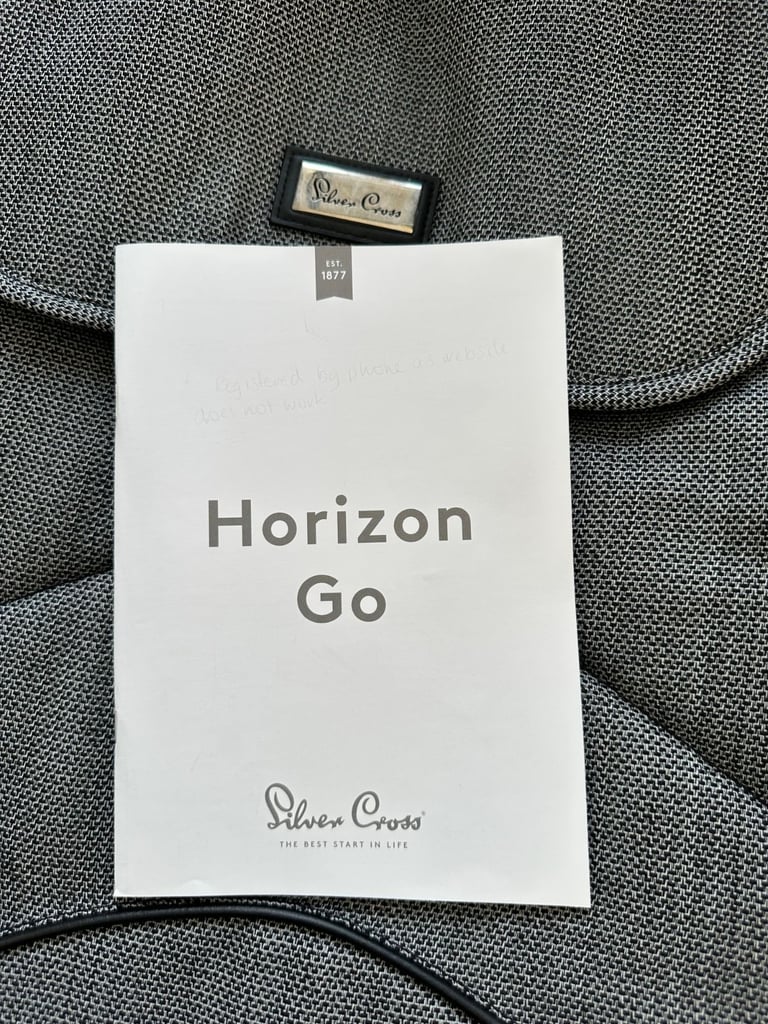 Silver Cross
EST.
1877
Registered by phone as website
does not work
Horizon
Go
Silver Cross®
THE BEST START IN LIFE